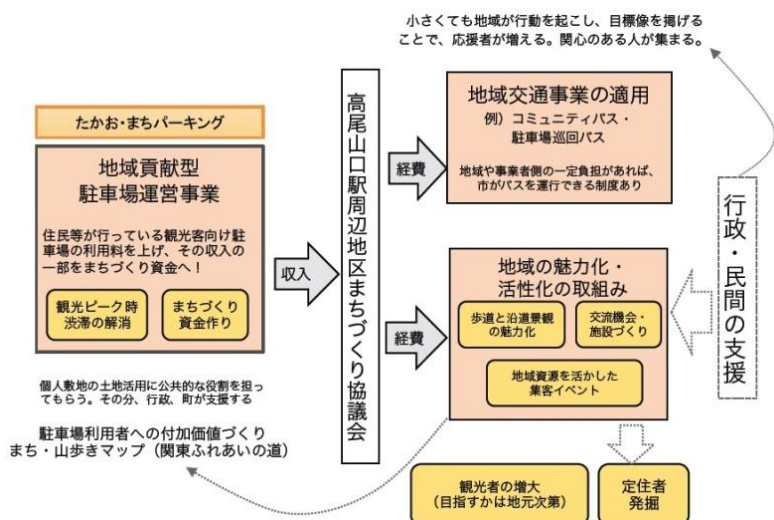 小さくても地域が行動を起こし、目標像を掲げる
ことで、応援者が増える。関心のある人が集まる。
たかお・まちパーキング
地域貢献型
駐車場運営事業
住民等が行っている観光客向け駐
車場の利用料を上げ、その収入の
一部をまちづくり資金へ！
観光ピーク時
渋滞の解消
まちづくり
資金作り
個人敷地の土地活用に公共的な役割を担っ
てもらう。その分、行政、町が支援する
駐車場利用者への付加価値づくり
まち・山歩きマップ（関東ふれあいの道）
収入
高尾山口駅周辺地区まちづくり協議会
経費
地域交通事業の適用
例）コミュニティバス・
駐車場巡回バス
地域や事業者側の一定負担があれば、
市がバスを運行できる制度あり
経費
地域の魅力化・
活性化の取組み
歩道と沿道景観
の魅力化
交流機会・
施設づくり
地域資源を活かした
集客イベント
行政・民間の支援
観光者の増大
（目指すかは地元次第）
定住者
発掘